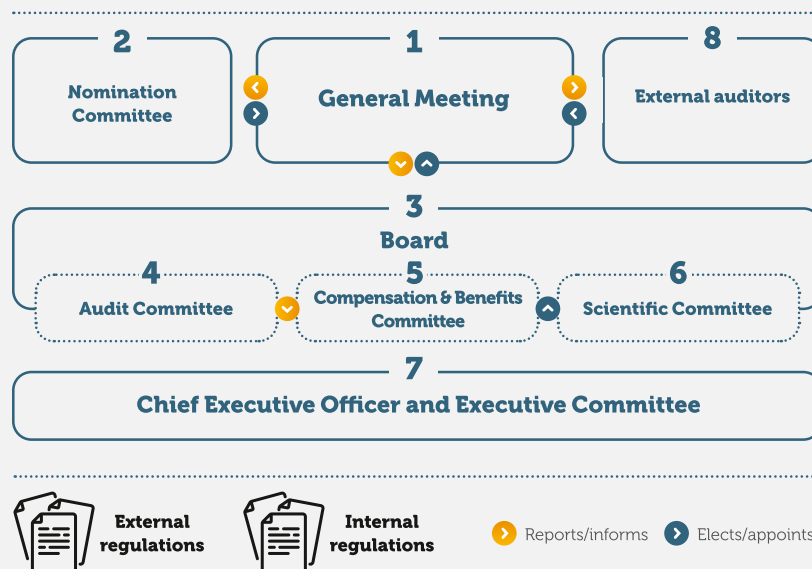 2
Nomination
Committee
1
General Meeting
8
External auditors
3
Board
4
Audit Committee
5
Compensation & Benefits
Committee
6
Scientific Committee
7
Chief Executive Officer and Executive Committee
External
regulations
Internal
regulations
Reports/informs
Elects/appoints